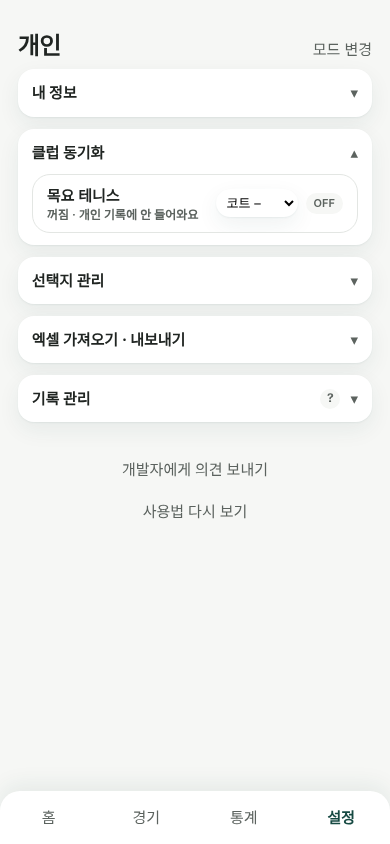 개인
모드 변경
내 정보 ▼
클럽 동기화 ▲
목요 테니스
꺼짐 · 개인 기록에 안 들어와요
코트 –
OFF
선택지 관리 ▼
엑셀 가져오기 · 내보내기 ▼
기록 관리 ? ▼
개발자에게 의견 보내기
사용법 다시 보기
홈 경기 통계 설정